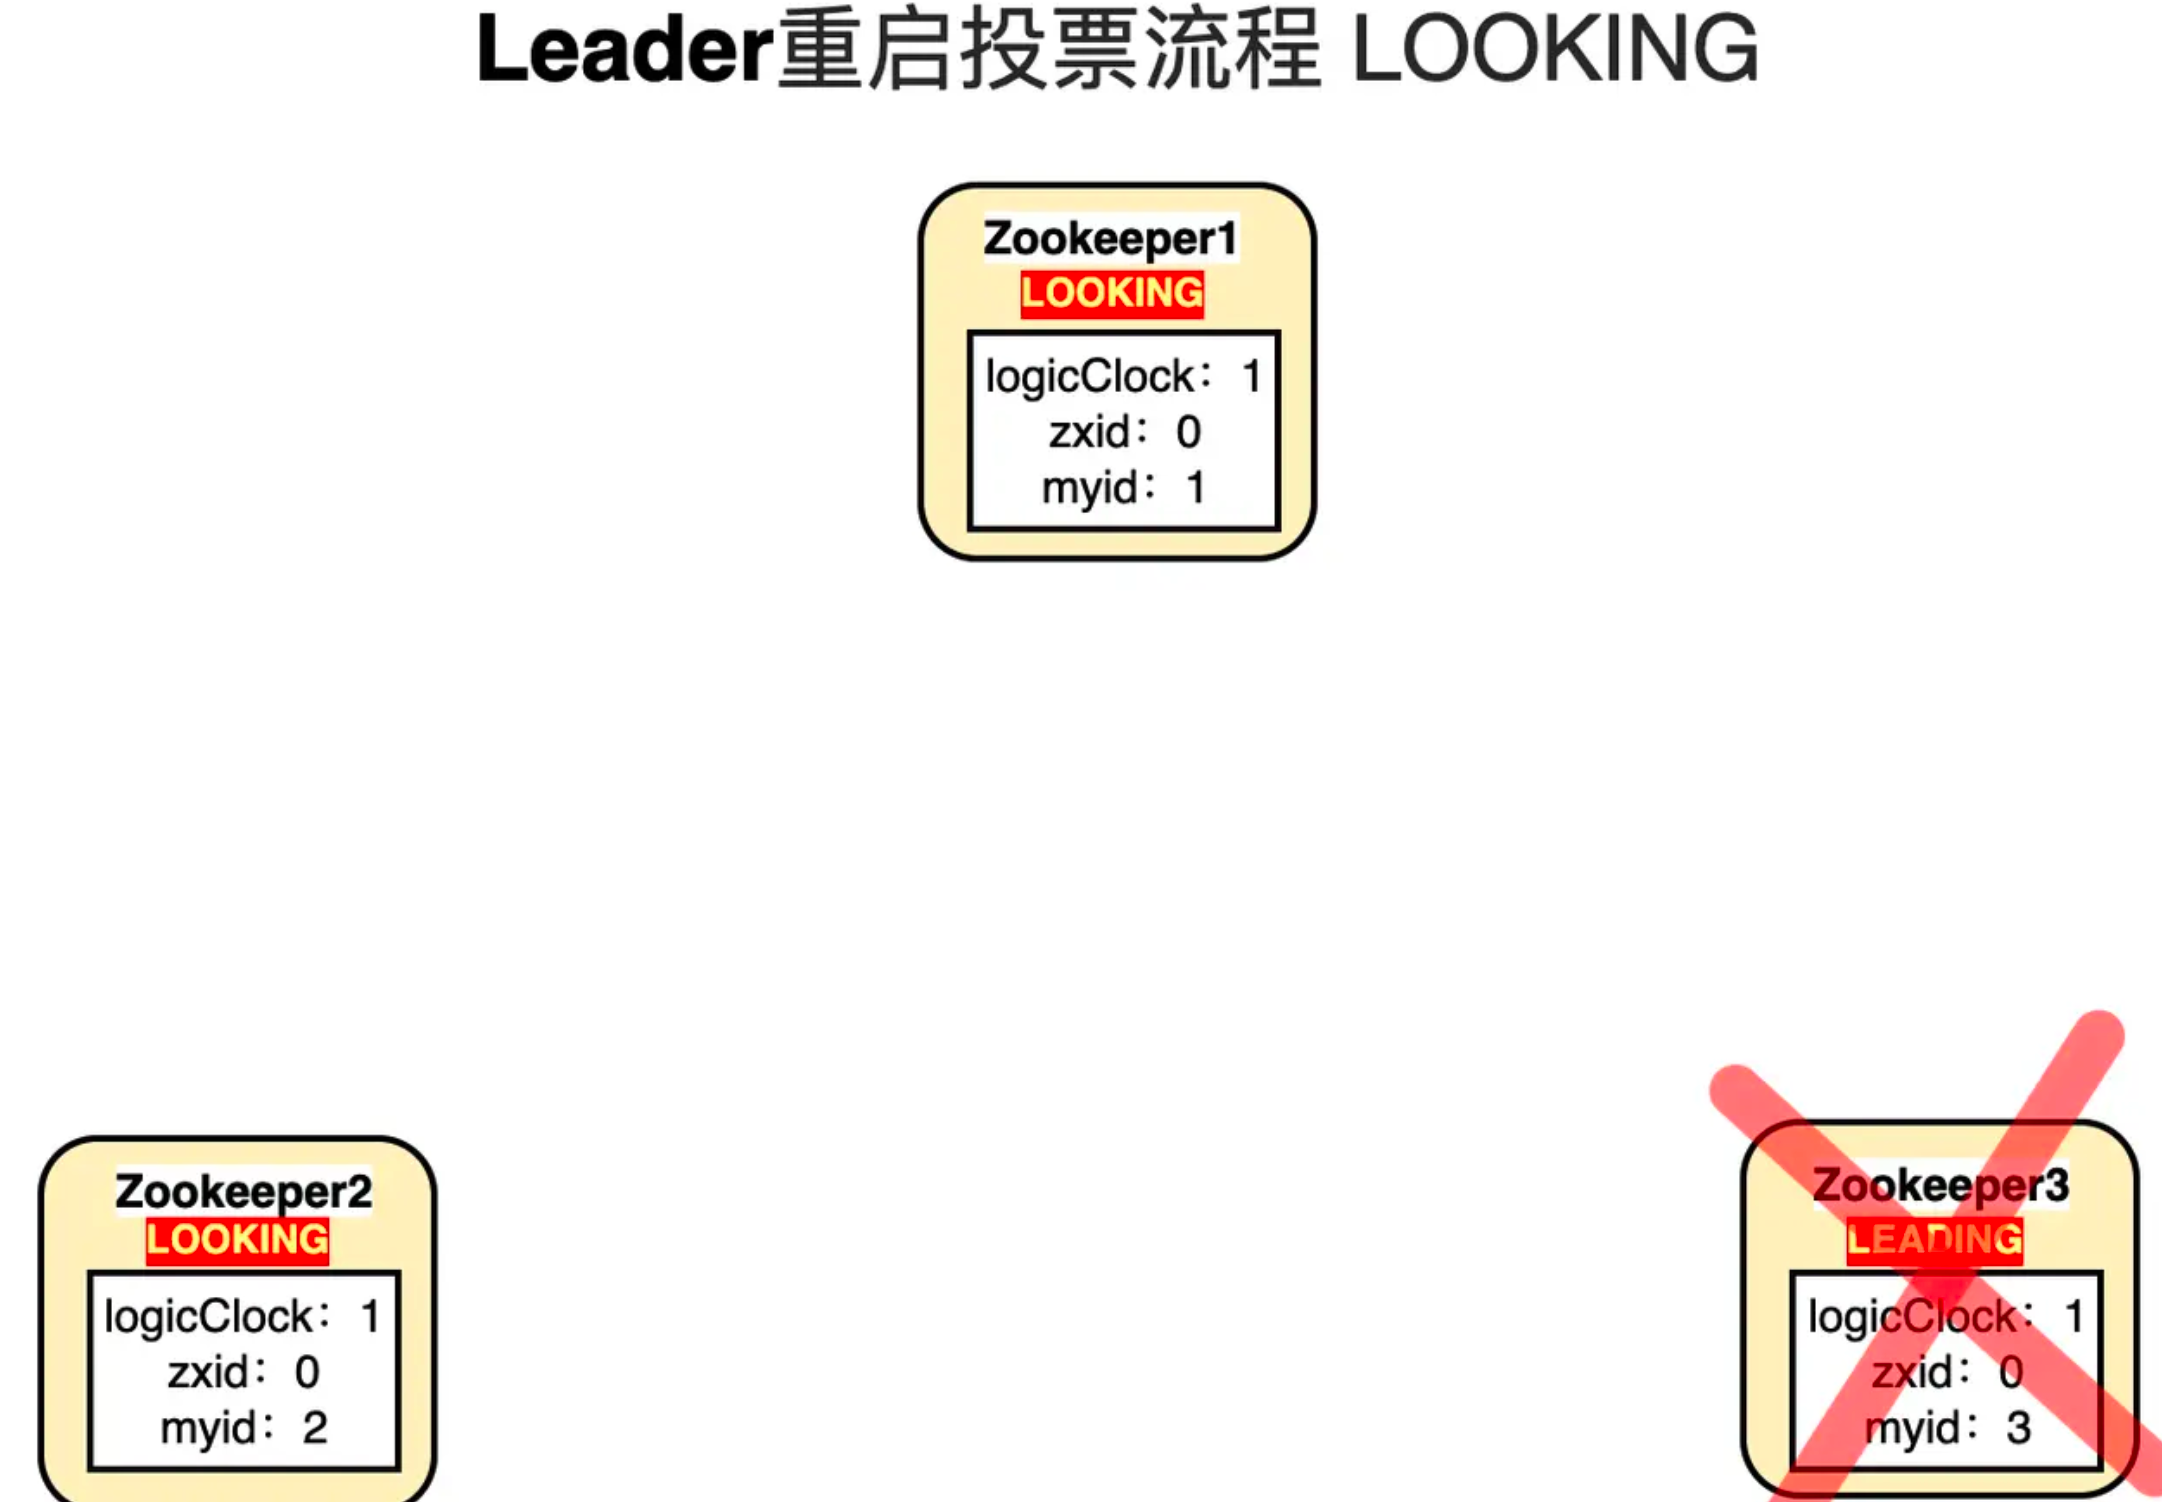 Leader重启投票流程 LOOKING
Zookeeper1
LOOKING
logicClock：1
zxid：0
myid：1
Zookeeper2
LOOKING
logicClock：1
zxid：0
myid：2
Zookeeper3
LEADING
logicClock：1
zxid：0
myid：3